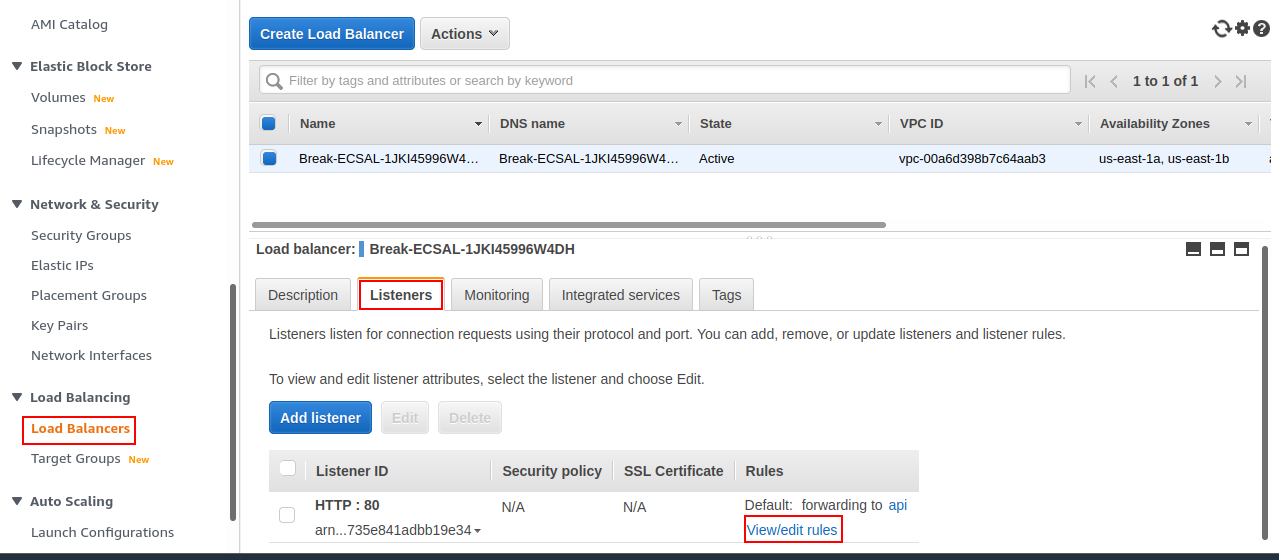 AMI Catalog
Elastic Block Store
Volumes New
Snapshots New
Lifecycle Manager New
Network & Security
Security Groups
Elastic IPs
Placement Groups
Key Pairs
Network Interfaces
Load Balancing
Load Balancers
Target Groups New
Auto Scaling
Launch Configurations
Create Load Balancer Actions
Filter by tags and attributes or search by keyword 1 to 1 of 1
Name DNS name State VPC ID Availability Zones
Break-ECSAL-1JKI45996W4… Break-ECSAL-1JKI45996W4… Active vpc-00a6d398b7c64aab3 us-east-1a, us-east-1b
Load balancer: Break-ECSAL-1JKI45996W4DH
Description Listeners Monitoring Integrated services Tags
Listeners listen for connection requests using their protocol and port. You can add, remove, or update listeners and listener rules.
To view and edit listener attributes, select the listener and choose Edit.
Add listener Edit Delete
Listener ID Security policy SSL Certificate Rules
HTTP : 80 N/A N/A Default: forwarding to api
arn...735e841adbb19e34 View/edit rules